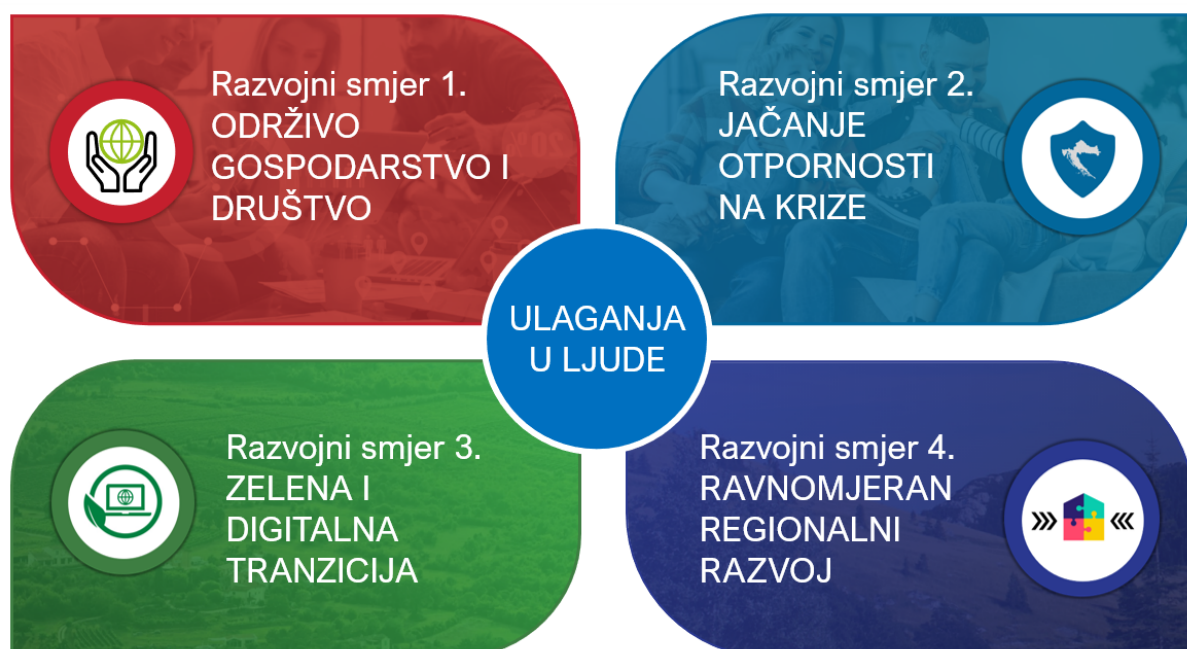 Razvojni smjer 1.
ODRŽIVO
GOSPODARSTVO I
DRUŠTVO
Razvojni smjer 2.
JAČANJE
OTPORNOSTI
NA KRIZE
ULAGANJA
U LJUDE
Razvojni smjer 3.
ZELENA I
DIGITALNA
TRANZICIJA
Razvojni smjer 4.
RAVNOMJERAN
REGIONALNI
RAZVOJ